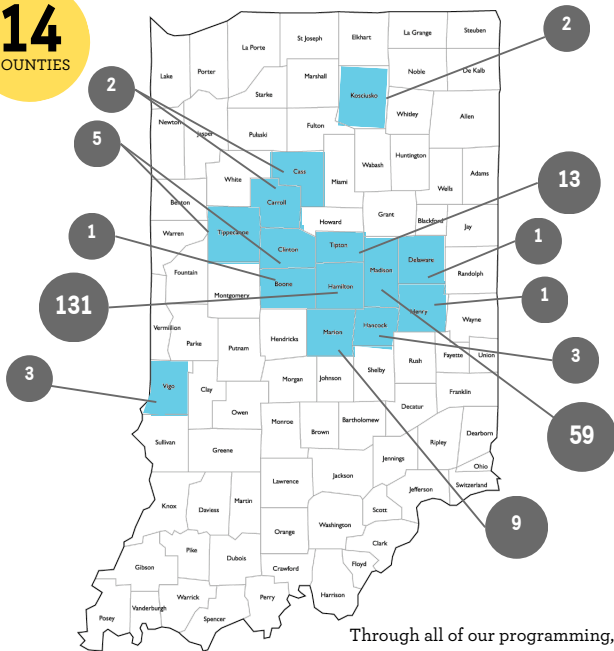 14
OUNTIES
2
2
5
1
131
3
13
1
1
3
59
9
St Joseph
Elkhart
La Grange
Steuben
La Porte
Lake
Porter
Marshall
Noble
De Kalb
Starke
Kosciusko
Whitley
Allen
Newton
Jasper
Pulaski
Fulton
Wabash
Huntington
White
Cass
Miami
Wells
Adams
Benton
Carroll
Howard
Grant
Blackford
Jay
Warren
Tippecanoe
Clinton
Tipton
Madison
Delaware
Randolph
Fountain
Montgomery
Boone
Hamilton
Henry
Wayne
Vermillion
Parke
Putnam
Hendricks
Marion
Hancock
Rush
Fayette
Union
Vigo
Clay
Morgan
Johnson
Shelby
Franklin
Owen
Monroe
Brown
Bartholomew
Decatur
Dearborn
Sullivan
Greene
Jennings
Ripley
Ohio
Lawrence
Jackson
Jefferson
Switzerland
Knox
Daviess
Martin
Orange
Washington
Scott
Clark
Gibson
Pike
Dubois
Crawford
Floyd
Harrison
Posey
Vanderburgh
Warrick
Spencer
Perry
Through all of our programming,